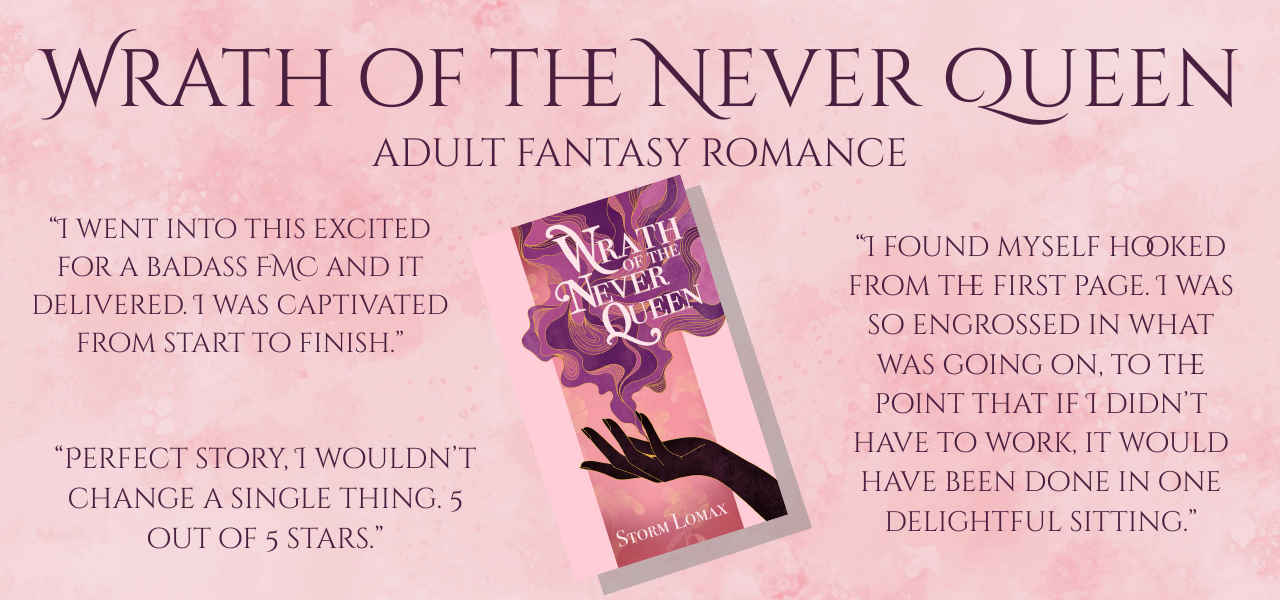 WRATH OF THE NEVER QUEEN
ADULT FANTASY ROMANCE
“I WENT INTO THIS EXCITED
FOR A BADASS FMC AND IT
DELIVERED. I WAS CAPTIVATED
FROM START TO FINISH.”
“PERFECT STORY, I WOULDN’T
CHANGE A SINGLE THING. 5
OUT OF 5 STARS.”
WRATH
OF THE
NEVER
QUEEN
STORM LOMAX
“I FOUND MYSELF HOOKED
FROM THE FIRST PAGE. I WAS
SO ENGROSSED IN WHAT
WAS GOING ON, TO THE
POINT THAT IF I DIDN’T
HAVE TO WORK, IT WOULD
HAVE BEEN DONE IN ONE
DELIGHTFUL SITTING.”